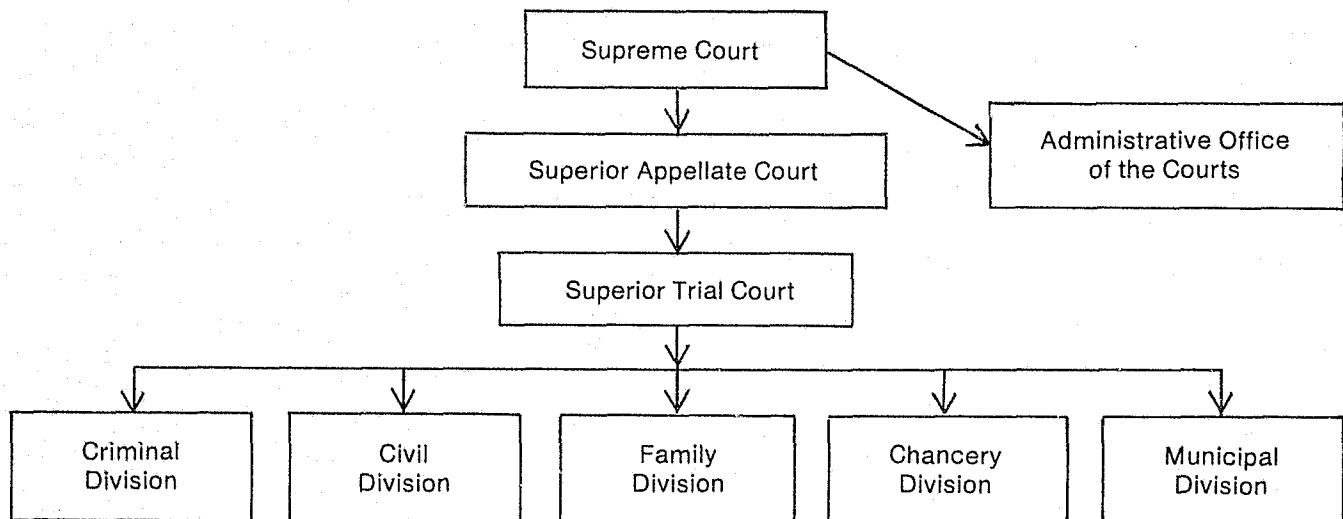 Supreme Court
Administrative Office
of the Courts
Superior Appellate Court
Superior Trial Court
Criminal
Division
Civil
Division
Family
Division
Chancery
Division
Municipal
Division